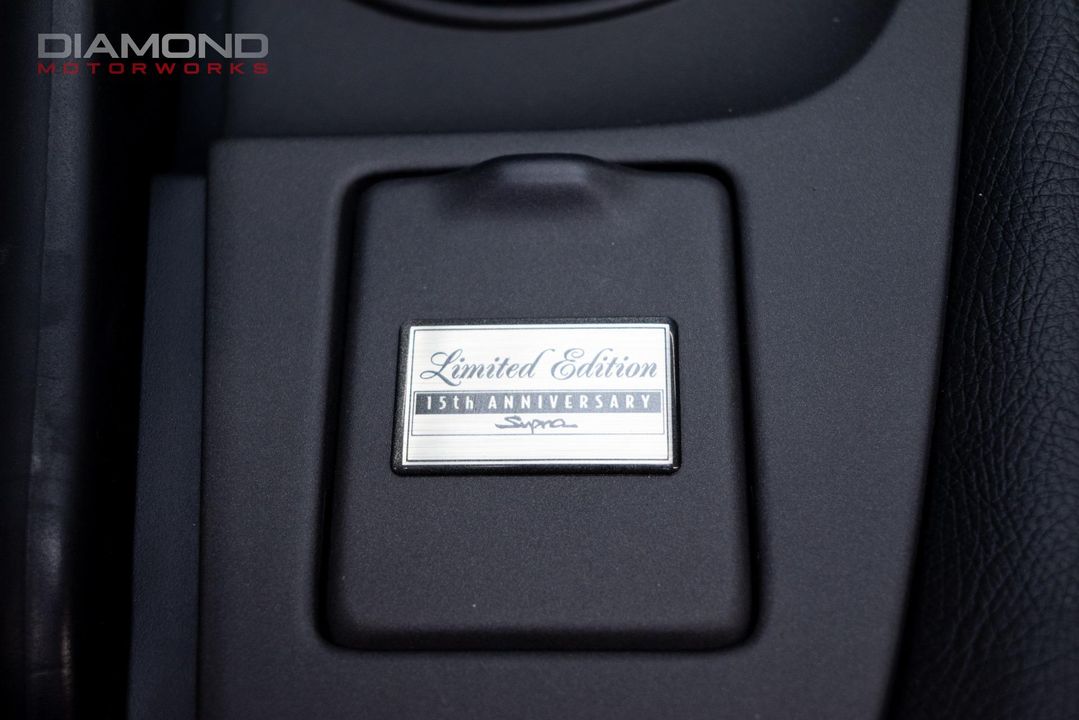 DIAMOND
MOTORWORKS
Limited Edition
15th ANNIVERSARY
Supra